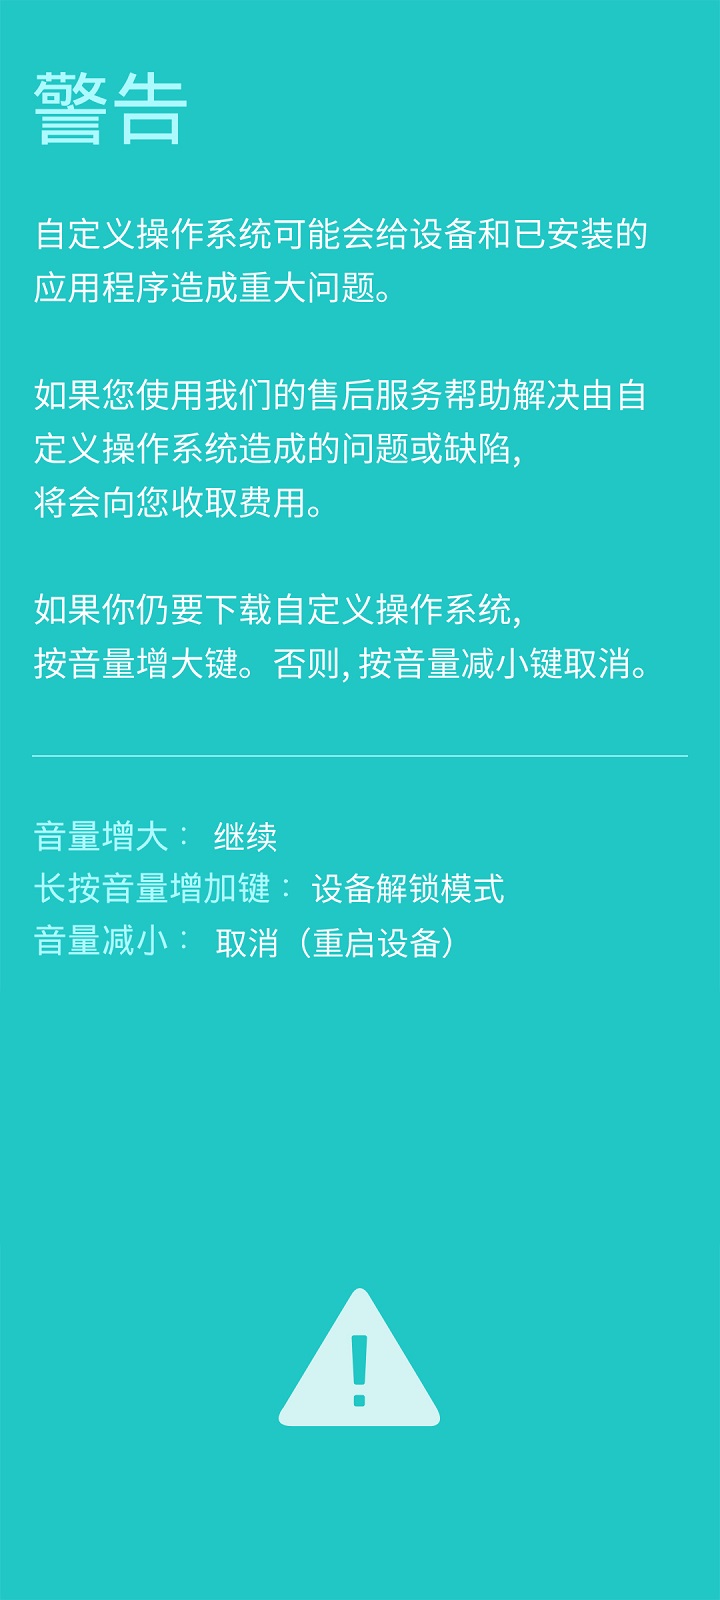 警告
自定义操作系统可能会给设备和已安装的
应用程序造成重大问题。
如果您使用我们的售后服务帮助解决由自
定义操作系统造成的问题或缺陷,
将会向您收取费用。
如果你仍要下载自定义操作系统,
按音量增大键。否则, 按音量减小键取消。
音量增大： 继续
长按音量增加键： 设备解锁模式
音量减小： 取消（重启设备）